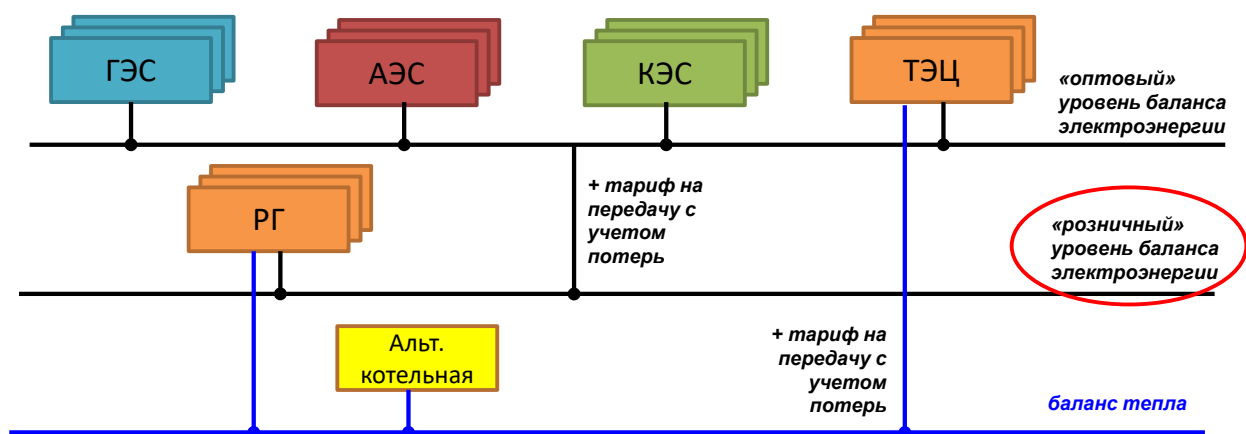 ГЭС
АЭС
КЭС
ТЭЦ
«оптовый»
уровень баланса
электроэнергии
РГ
+ тариф на
передачу с
учетом
потерь
«розничный»
уровень баланса
электроэнергии
Альт.
котельная
+ тариф на
передачу с
учетом
потерь
баланс тепла